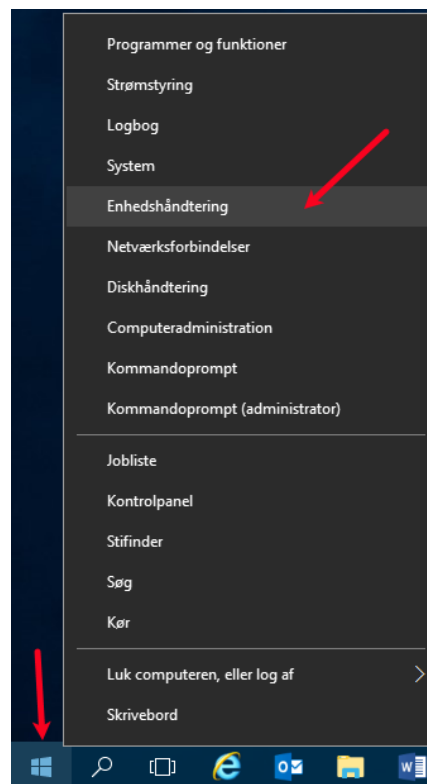 Programmer og funktioner
Strømstyring
Logbog
System
Enhedshåndtering
Netværksforbindelser
Diskhåndtering
Computeradministration
Kommandoprompt
Kommandoprompt (administrator)
Jobliste
Kontrolpanel
Stifinder
Søg
Kør
Luk computeren, eller log af
Skrivebord